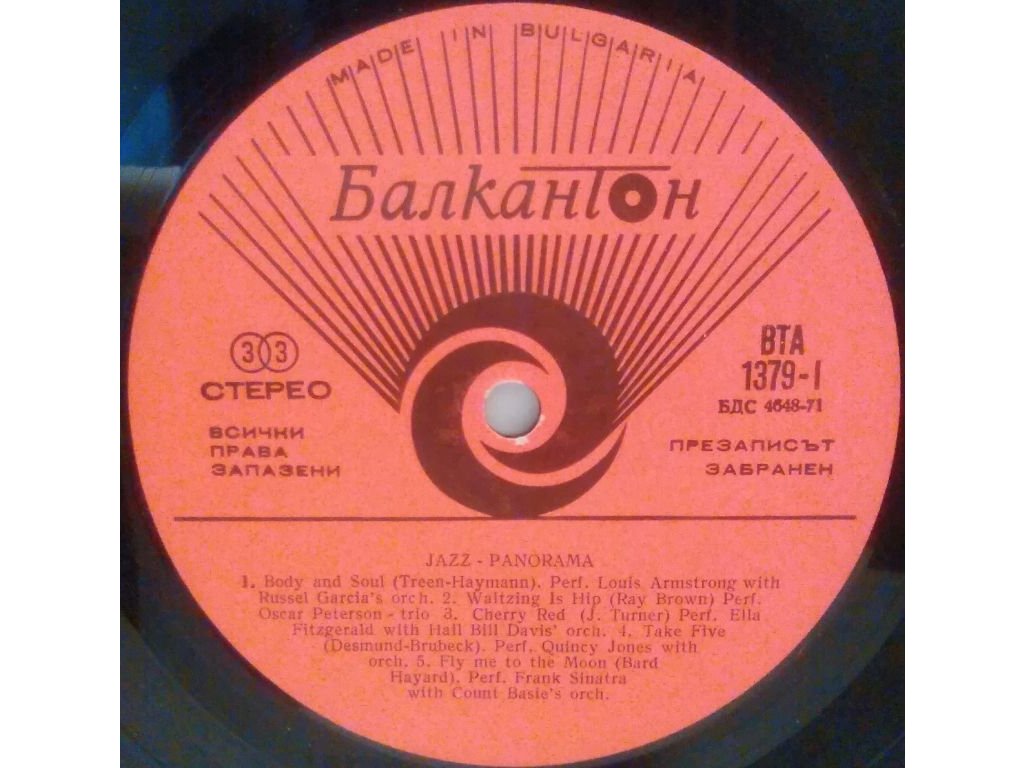 MADE IN BULGARIA
Балкантон
33
СТЕРЕО
ВСИЧКИ
ПРАВА
ЗАПАЗЕНИ
ВТА
1379-I
БДС 4648-71
ПРЕЗАПИСЪТ
ЗАБРАНЕН
JAZZ - PANORAMA
1. Body and Soul (Treen-Haymann). Perf. Louis Armstrong with
Russel Garcia's orch. 2. Waltzing Is Hip (Ray Brown) Perf.
Oscar Peterson - trio 3. Cherry Red (J. Turner) Perf. Ella
Fitzgerald with Hall Bill Davis' orch. 4. Take Five
(Desmund-Brubeck). Perf. Quincy Jones with
orch. 5. Fly me to the Moon (Bard
Hayard). Perf. Frank Sinatra
with Count Basie's orch.